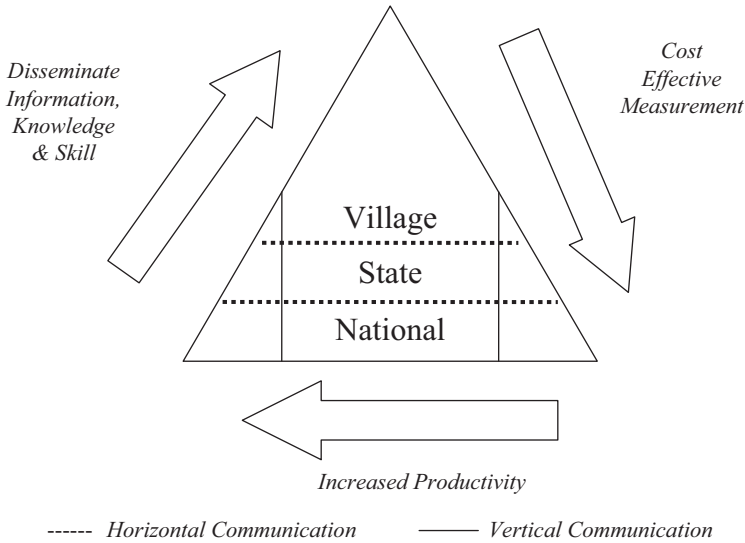 Disseminate
Information,
Knowledge
& Skill
Cost
Effective
Measurement
Village
State
National
Increased Productivity
Horizontal Communication
Vertical Communication